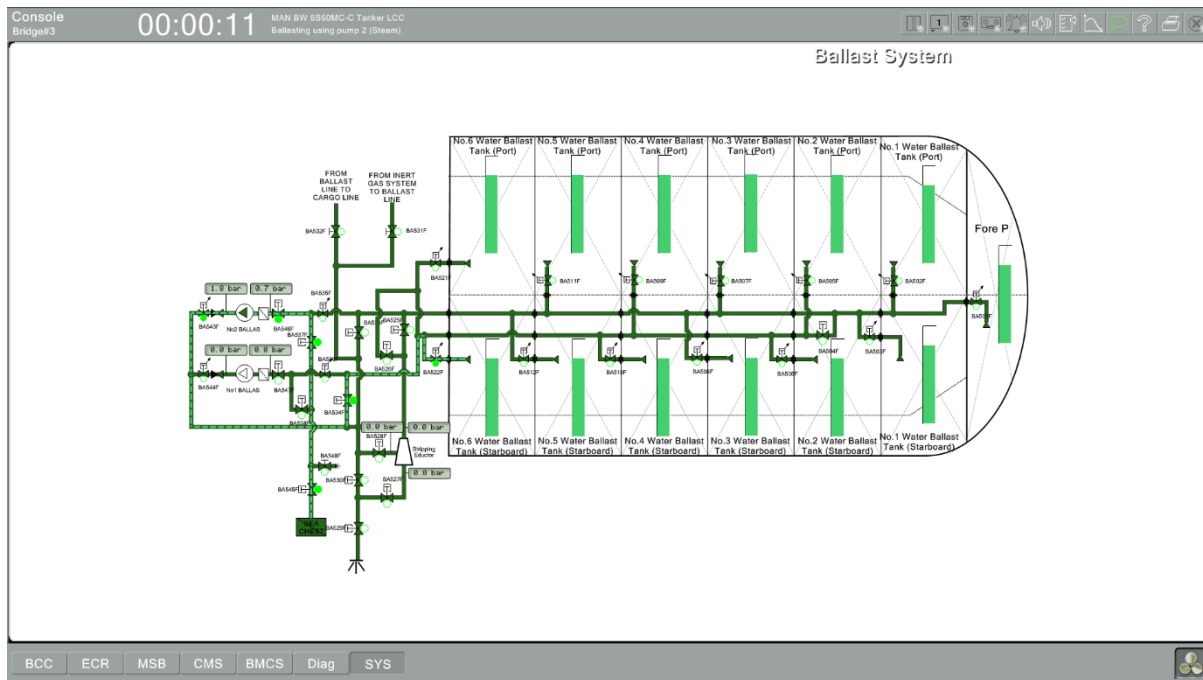 Console
Bridge#3
00:00:11
MAN BW 6S60MC-C Tanker LCC
Ballasting using pump 2 (Steam)
1
Ballast System
No.6 Water Ballast
Tank (Port)
No.5 Water Ballast
Tank (Port)
No.4 Water Ballast
Tank (Port)
No.3 Water Ballast
Tank (Port)
No.2 Water Ballast
Tank (Port)
No.1 Water Ballast
Tank (Port)
FROM
BALLAST
LINE TO
CARGO LINE
FROM INERT
GAS SYSTEM
TO BALLAST
LINE
BA532F
BA531F
Fore P
BA521F
BA511F
BA509F
BA507F
BA505F
BA502F
1.8 bar
0.7 bar
BA535F
BA543F
No2 BALLAS
BA546F
BA537F
BA525F
BA504F
BA503F
0.0 bar
0.0 bar
BA526F
BA522F
BA512F
BA510F
BA506F
BA544F
No1 BALLAS
BA547F
BA534F
BA538F
0.0 bar
0.0 bar
BA528F
Stripping
Eductor
0.0 bar
BA548F
BA530F
BA527F
BA545F
SEA
CHEST
BA529F
No.6 Water Ballast
Tank (Starboard)
No.5 Water Ballast
Tank (Starboard)
No.4 Water Ballast
Tank (Starboard)
No.3 Water Ballast
Tank (Starboard)
No.2 Water Ballast
Tank (Starboard)
No.1 Water Ballast
Tank (Starboard)
BCC
ECR
MSB
CMS
BMCS
Diag
SYS